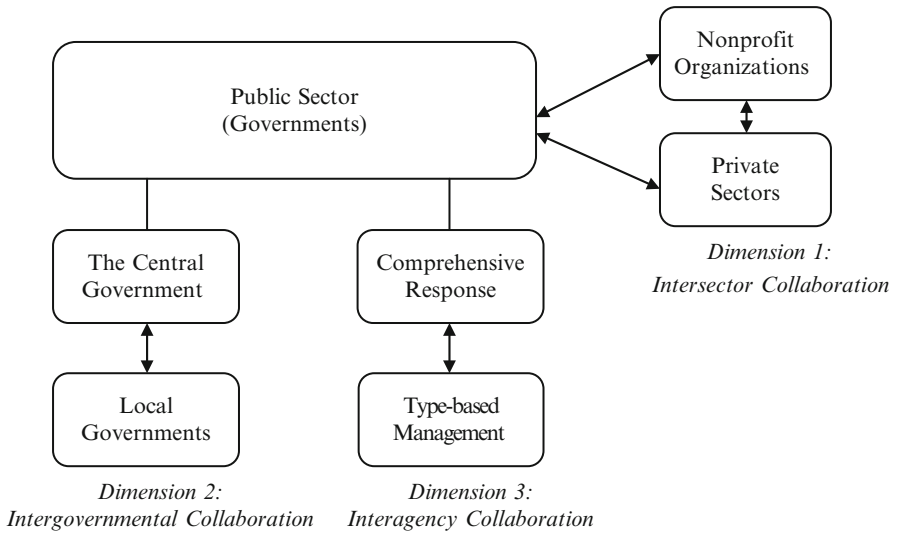 Public Sector
(Governments)
Nonprofit
Organizations
Private
Sectors
Dimension 1:
Intersector Collaboration
The Central
Government
Local
Governments
Dimension 2:
Intergovernmental Collaboration
Comprehensive
Response
Type-based
Management
Dimension 3:
Interagency Collaboration